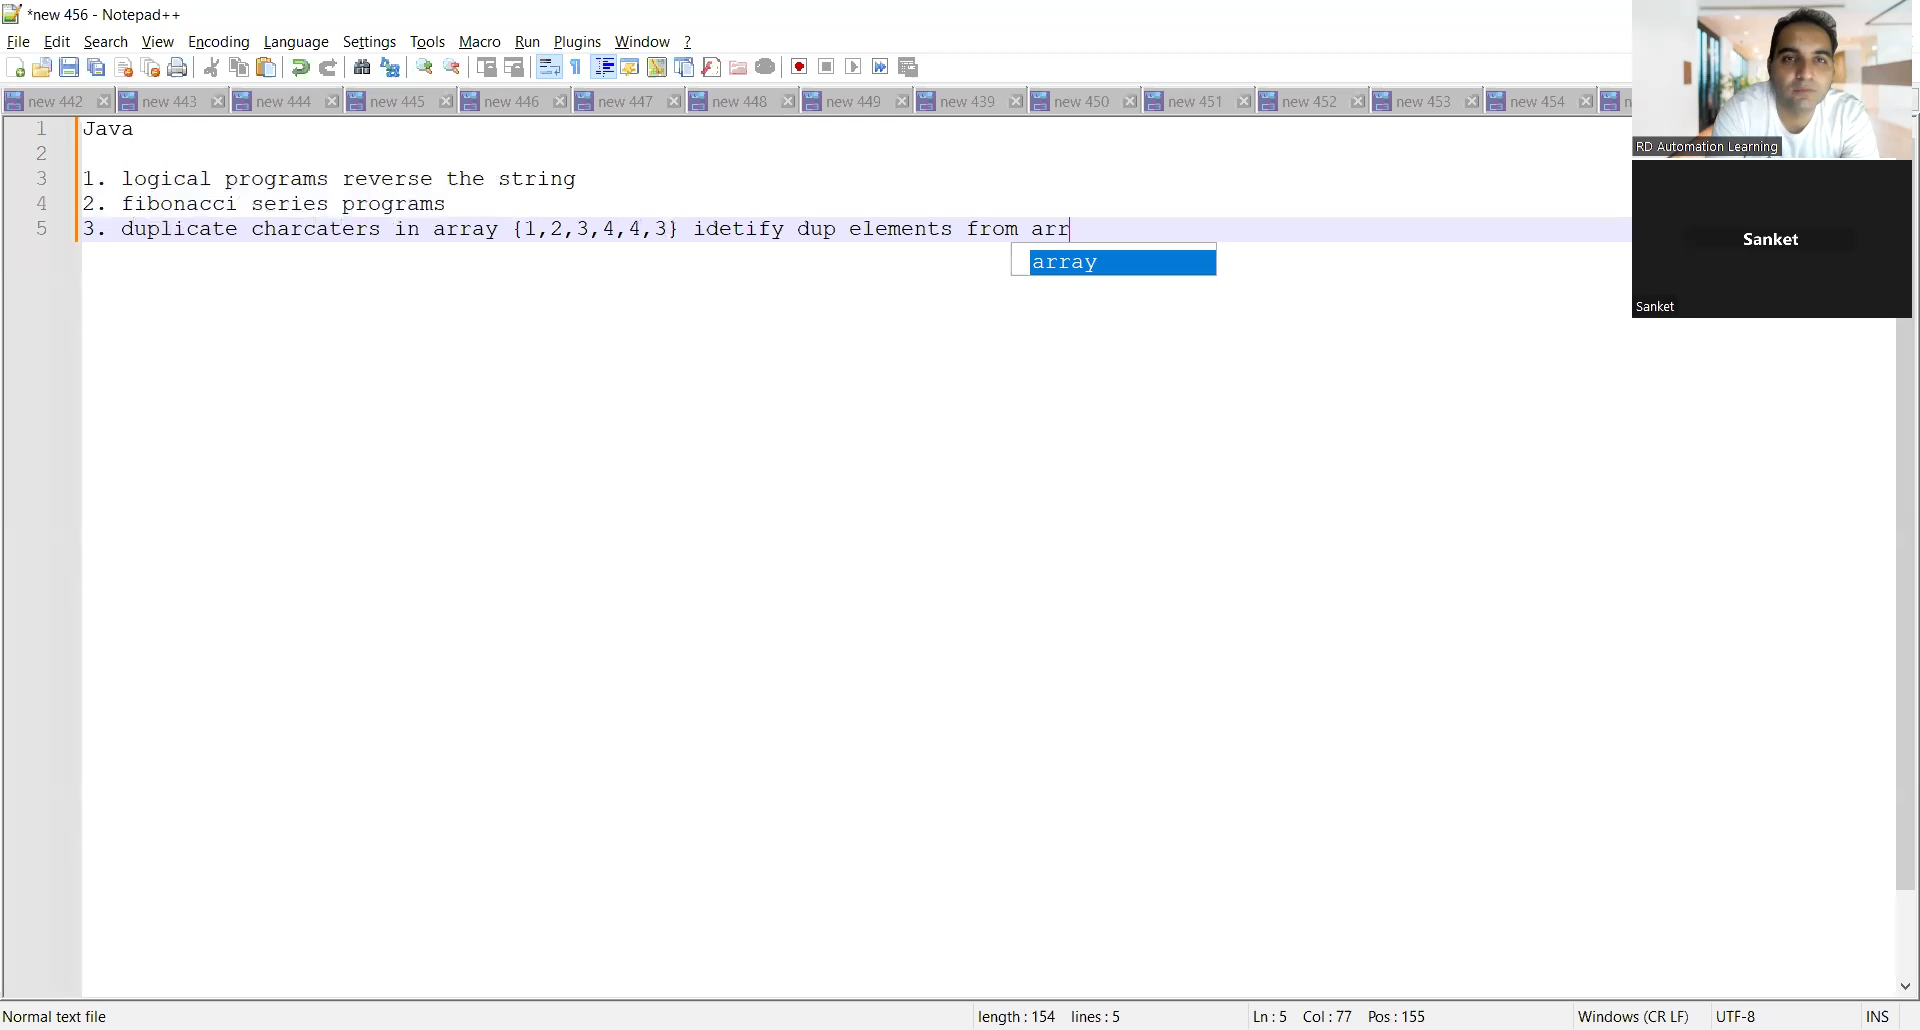 *new 456 - Notepad++
File Edit Search View Encoding Language Settings Tools Macro Run Plugins Window ?
new 442 new 443 new 444 new 445 new 446 new 447 new 448 new 449 new 439 new 450 new 451 new 452 new 453 new 454
1 Java
2
3 1. logical programs reverse the string
4 2. fibonacci series programs
5 3. duplicate charcaters in array {1,2,3,4,4,3} idetify dup elements from arr
array
RD Automation Learning
Sanket
Sanket
Normal text file length : 154 lines : 5 Ln : 5 Col : 77 Pos : 155 Windows (CR LF) UTF-8 INS